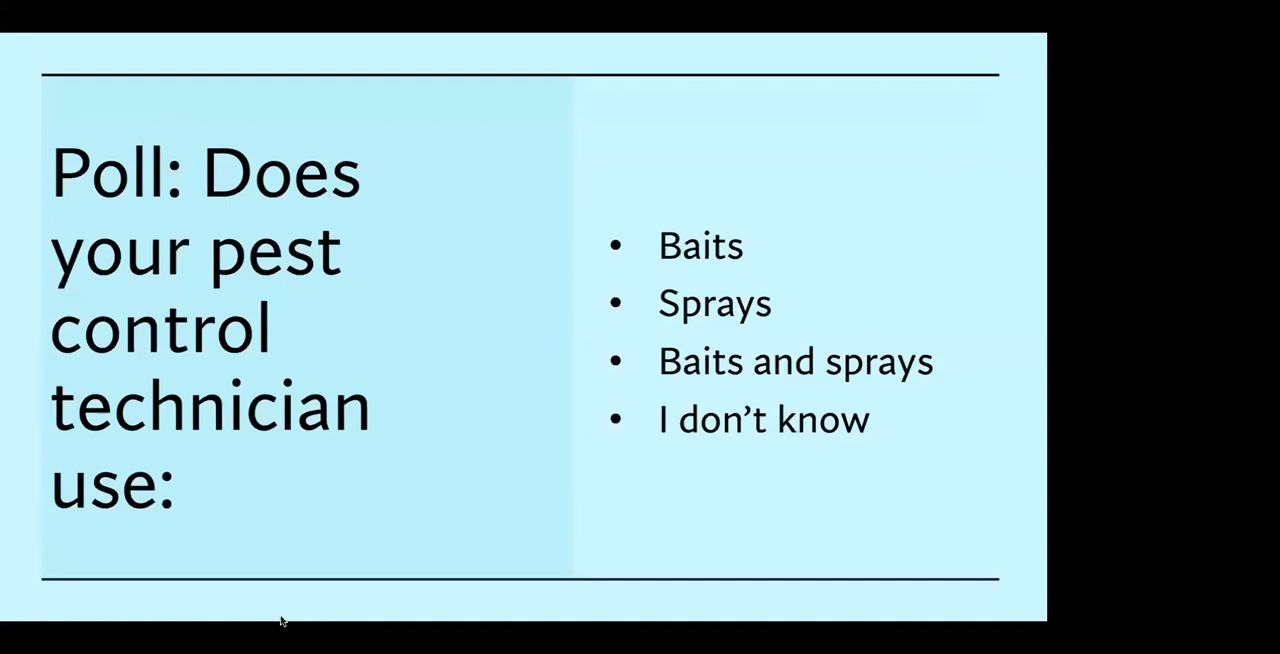 Poll: Does
your pest
control
technician
use:
• Baits
• Sprays
• Baits and sprays
• I don’t know